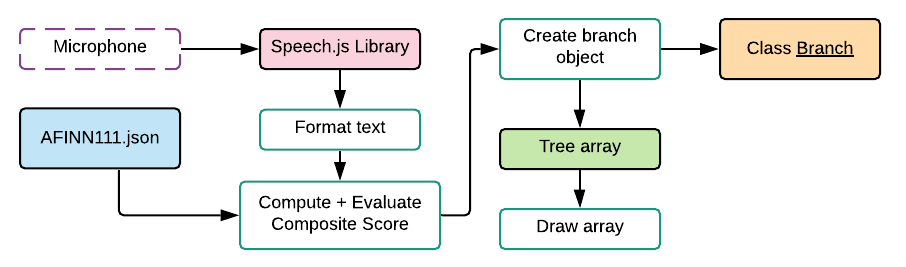 Microphone
Speech.js Library
Create branch
object
Class Branch
AFINN111.json
Format text
Tree array
Compute + Evaluate
Composite Score
Draw array